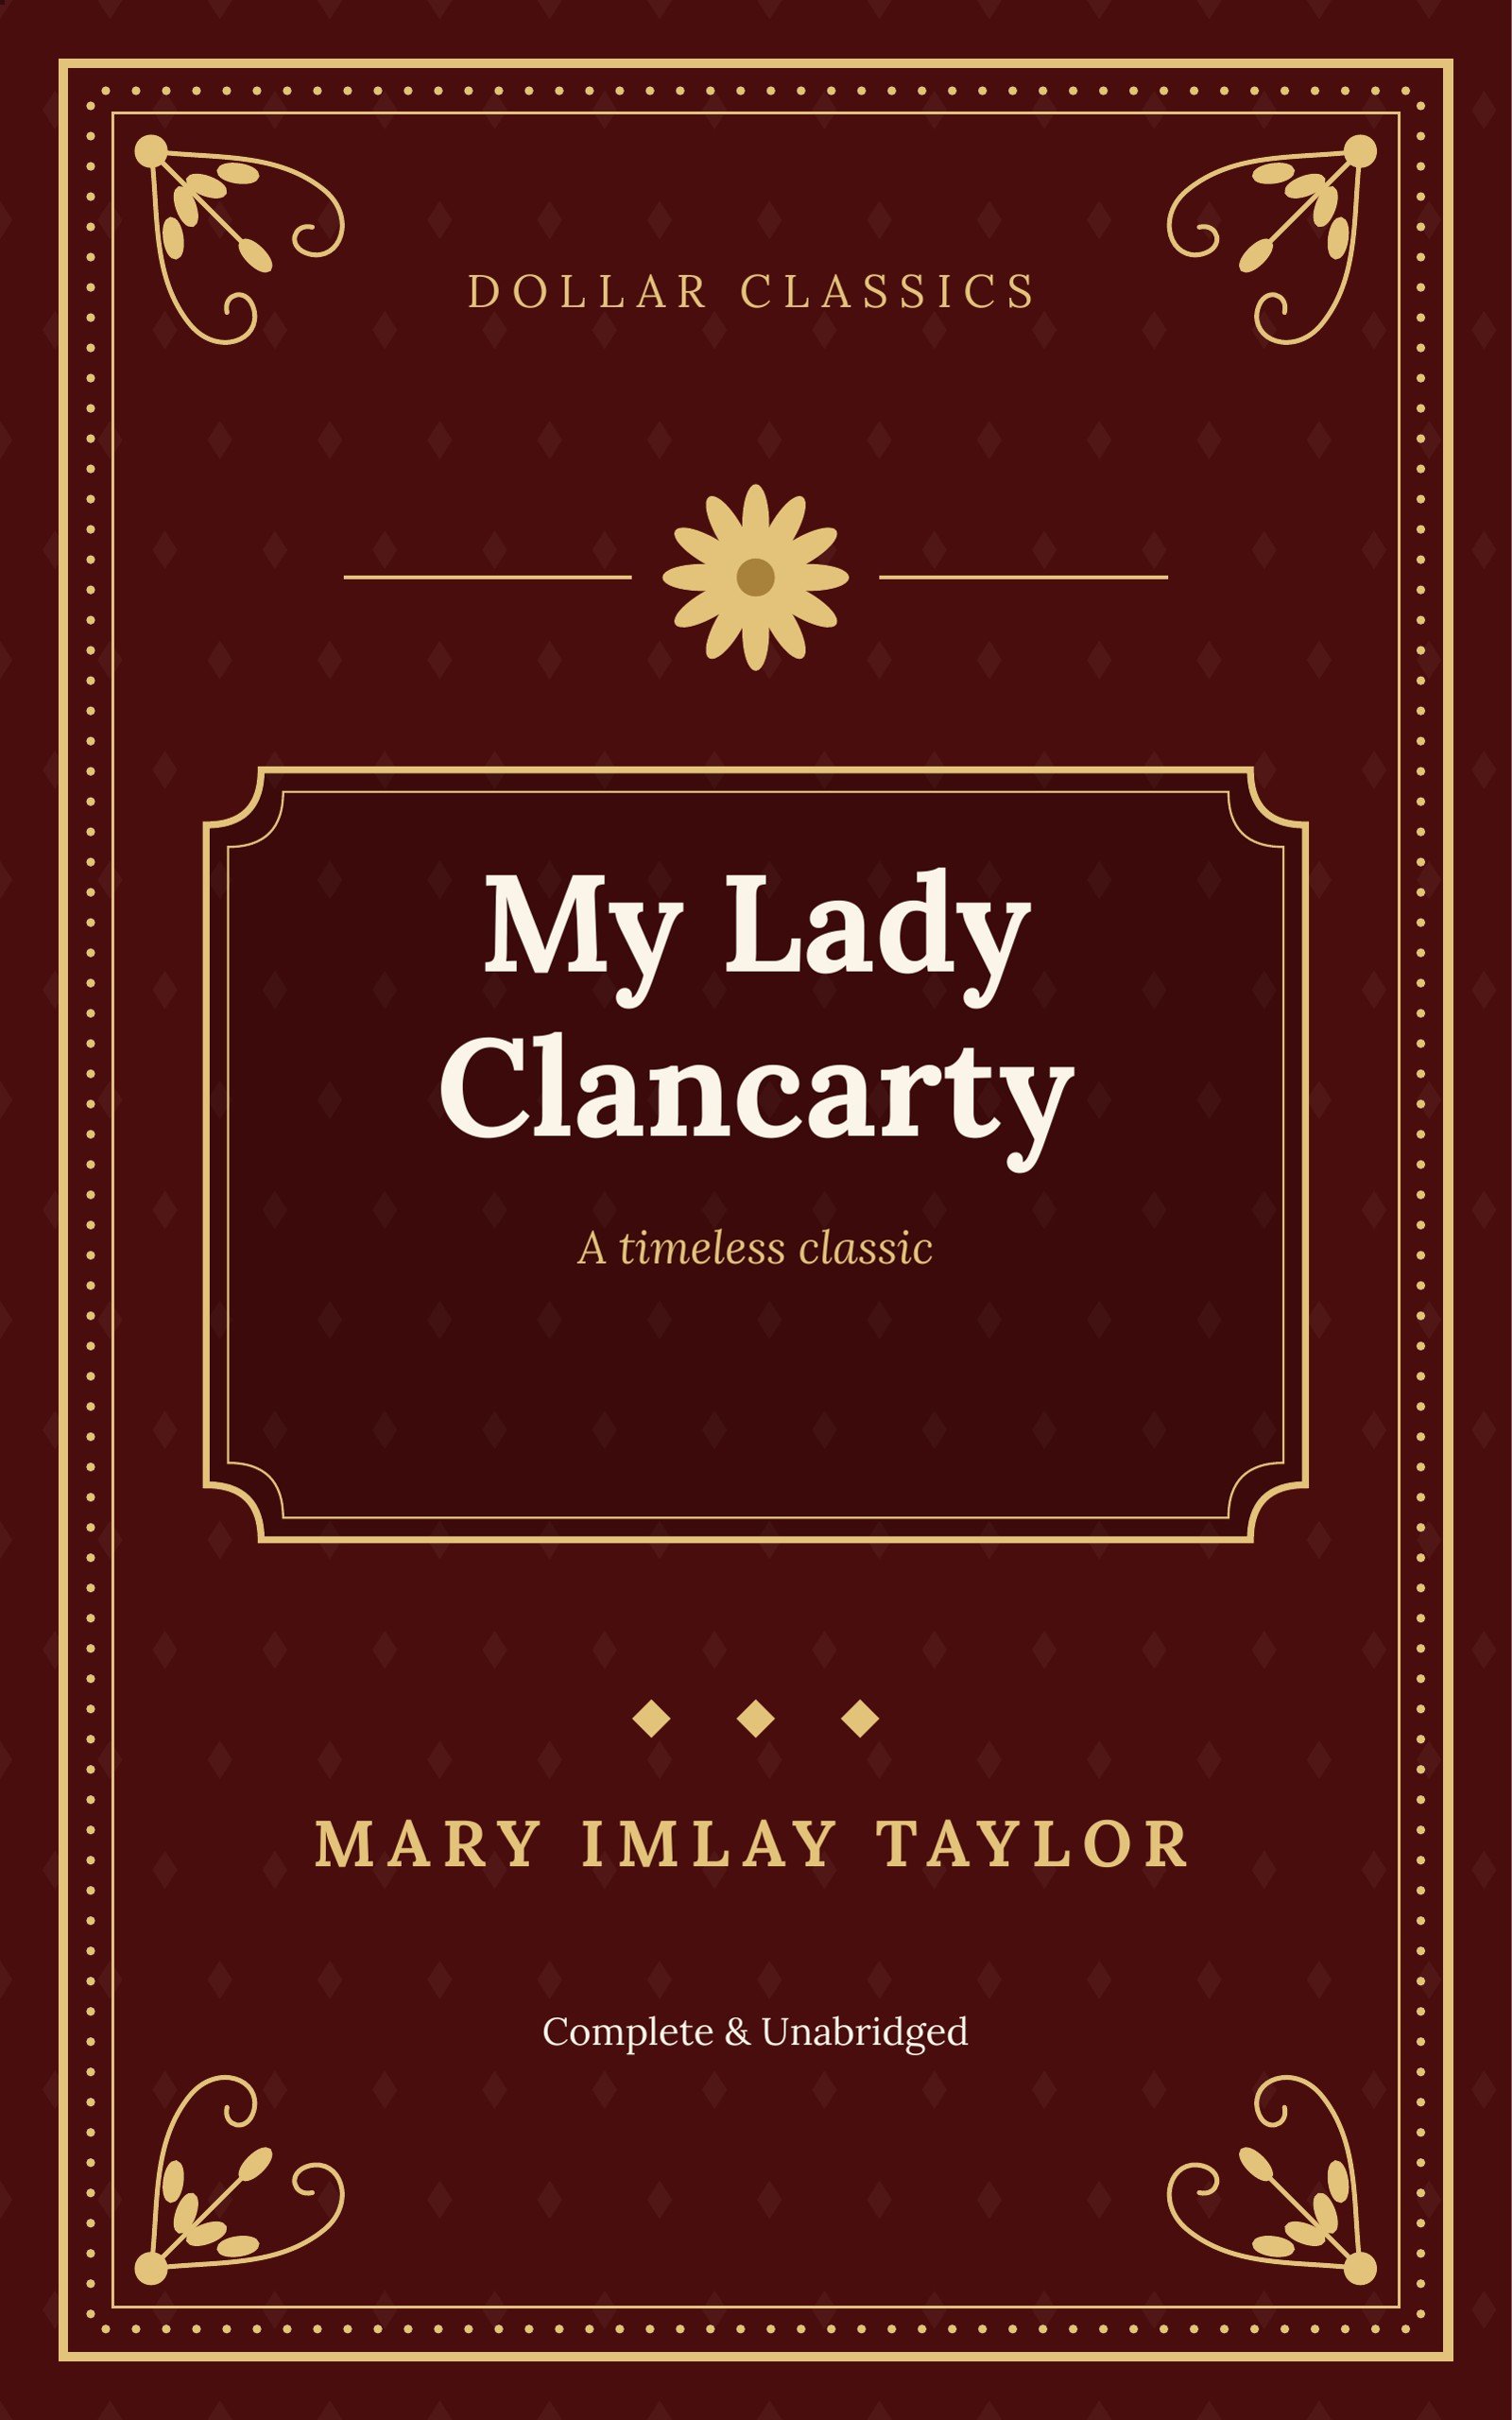 DOLLAR CLASSICS
My Lady
Clancarty
A timeless classic
MARY IMLAY TAYLOR
Complete & Unabridged